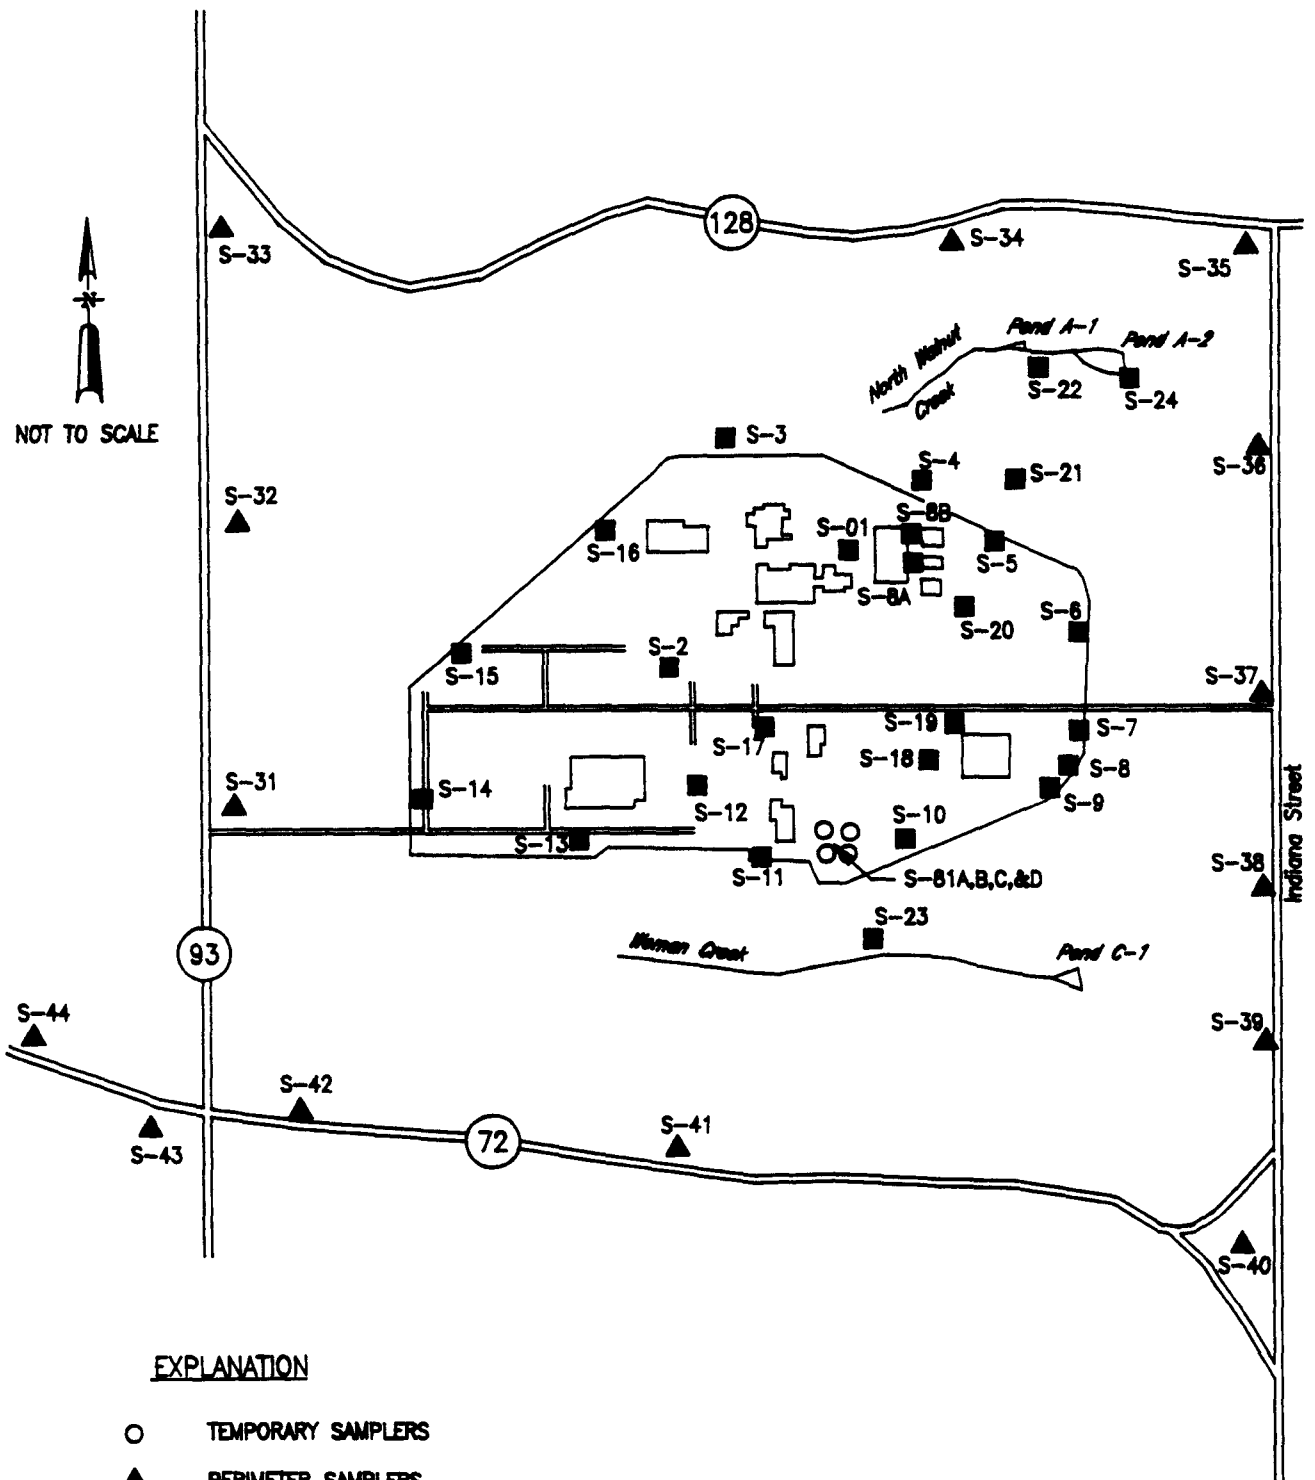 128
S-33
S-34
S-35
N
NOT TO SCALE
North Walnut
Creek
Pond A-1
Pond A-2
S-22
S-24
S-3
S-36
S-4
S-21
S-32
S-8B
S-01
S-16
S-5
S-8A
S-20
S-6
S-2
S-15
S-37
S-19
S-7
S-17
S-18
S-8
S-31
S-14
S-9
S-12
S-10
S-13
S-11
S-81A,B,C,&D
S-38
Indiana Street
S-23
Woman Creek
Pond C-1
93
S-44
S-39
S-42
S-41
72
S-43
S-40
EXPLANATION
TEMPORARY SAMPLERS
PERIMETER SAMPLERS